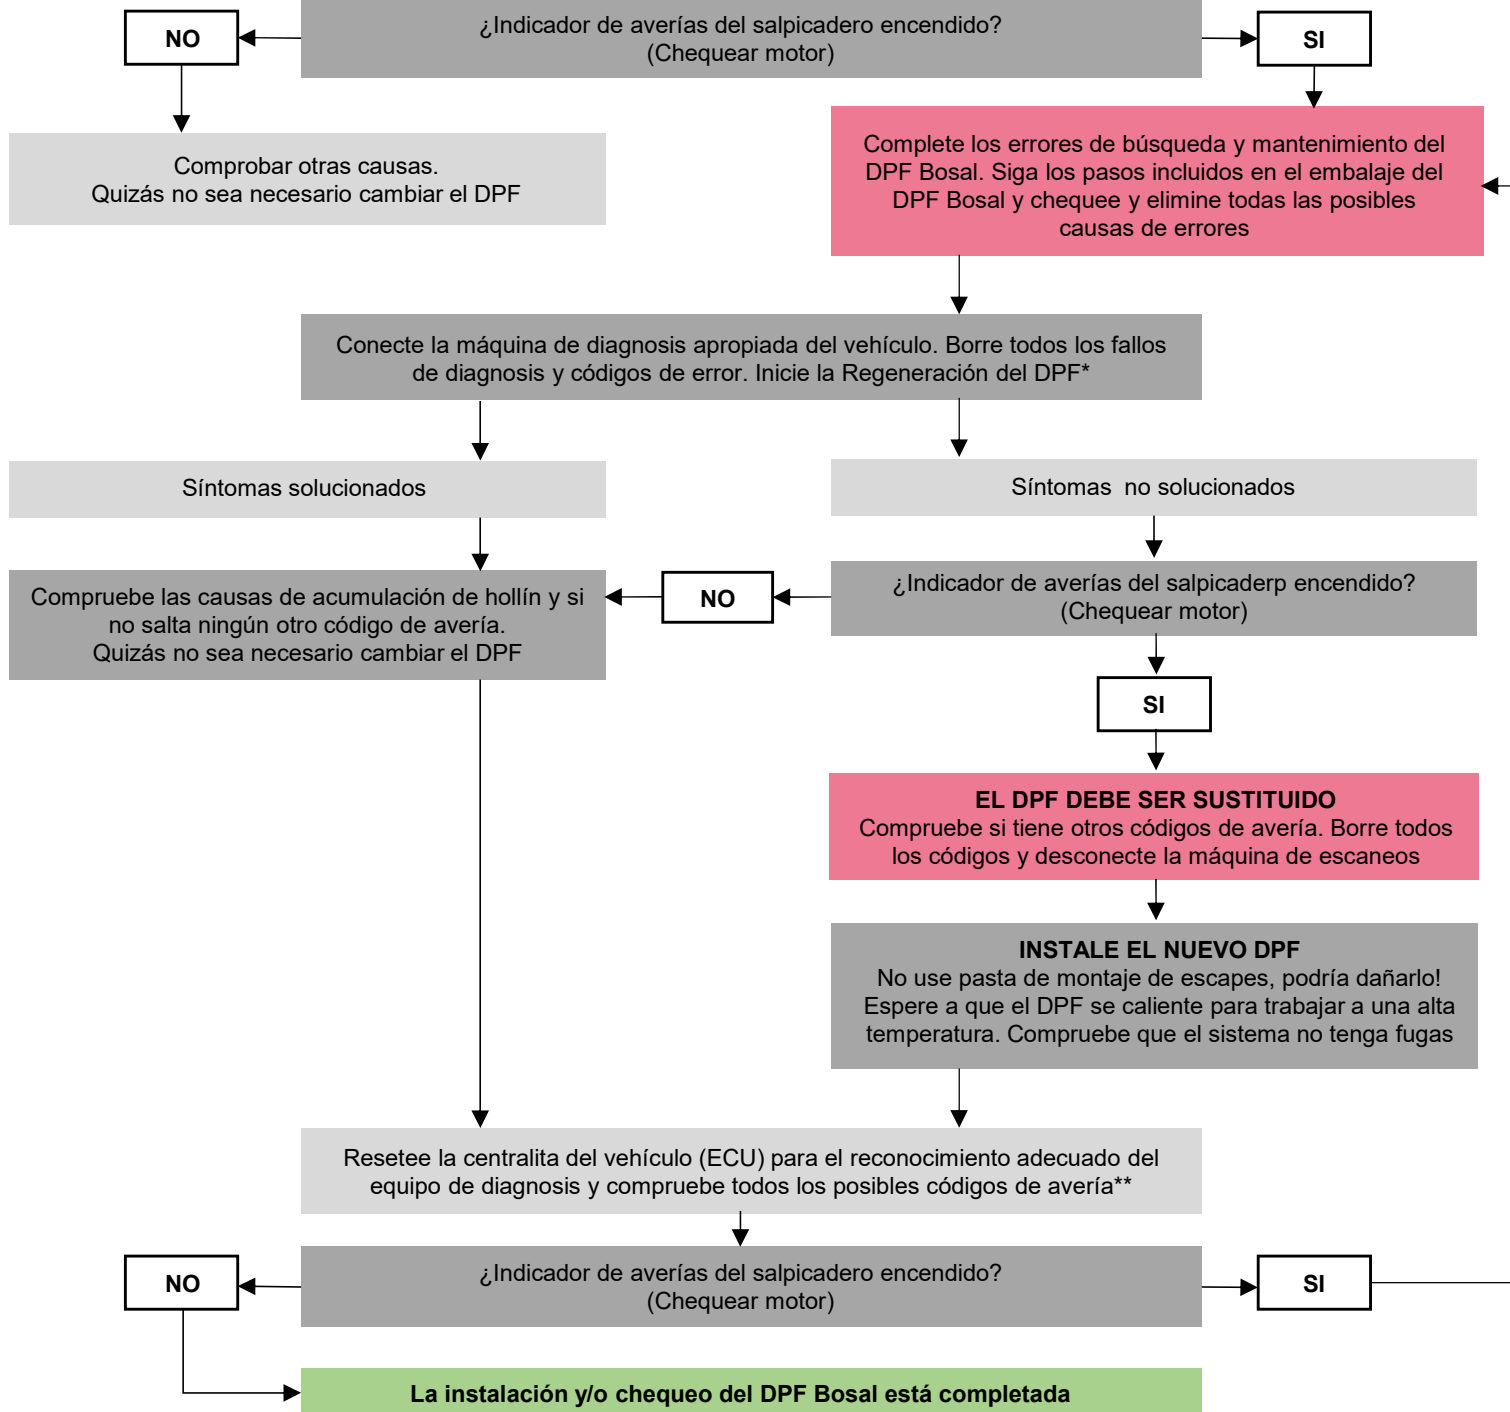 ¿Indicador de averías del salpicadero encendido?
(Chequear motor)
NO
SI
Comprobar otras causas.
Quizás no sea necesario cambiar el DPF
Complete los errores de búsqueda y mantenimiento del
DPF Bosal. Siga los pasos incluidos en el embalaje del
DPF Bosal y chequee y elimine todas las posibles
causas de errores
Conecte la máquina de diagnosis apropiada del vehículo. Borre todos los fallos
de diagnosis y códigos de error. Inicie la Regeneración del DPF*
Síntomas solucionados
Síntomas  no solucionados
Compruebe las causas de acumulación de hollín y si
no salta ningún otro código de avería.
Quizás no sea necesario cambiar el DPF
NO
¿Indicador de averías del salpicaderp encendido?
(Chequear motor)
SI
EL DPF DEBE SER SUSTITUIDO
Compruebe si tiene otros códigos de avería. Borre todos
los códigos y desconecte la máquina de escaneos
INSTALE EL NUEVO DPF
No use pasta de montaje de escapes, podría dañarlo!
Espere a que el DPF se caliente para trabajar a una alta
temperatura. Compruebe que el sistema no tenga fugas
Resetee la centralita del vehículo (ECU) para el reconocimiento adecuado del
equipo de diagnosis y compruebe todos los posibles códigos de avería**
NO
¿Indicador de averías del salpicadero encendido?
(Chequear motor)
SI
La instalación y/o chequeo del DPF Bosal está completada